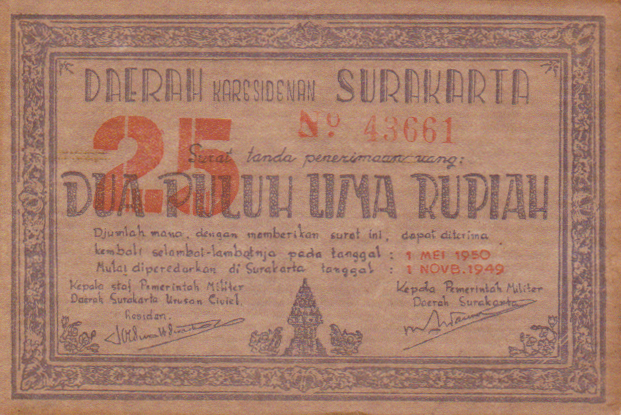 DAERAH KARESIDENAN SURAKARTA
No 43661
25
Surat tanda penerimaan uang:
DUA PULUH LIMA RUPIAH
Djumlah mana, dengan memberikan surat ini, dapat diterima
kembali selambat-lambatnja pada tanggal : 1 MEI 1950
Mulai diperedarkan di Surakarta tanggal : 1 NOVB. 1949
Kepala staf Pemerintah Militer
Daerah Surakarta Urusan Civiel.
Residen.
Kepala Pemerintah Militer
Daerah Surakarta